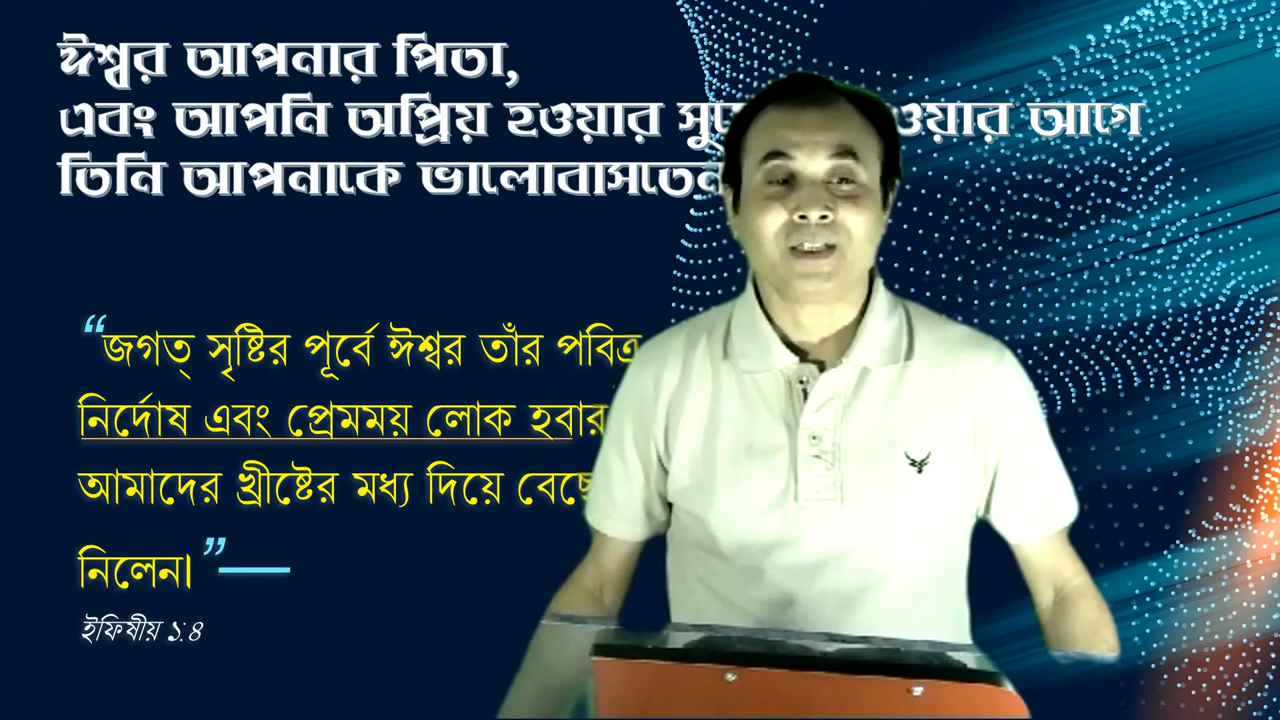 ঈশ্বর আপনার পিতা,
এবং আপনি অপ্রিয় হওয়ার আগে
তিনি আপনাকে ভালোবাসতেন
“জগত্ সৃষ্টির পূর্বে ঈশ্বর তাঁর পবিত্র
নির্দোষ এবং প্রেমময় লোক হবার
আমাদের খ্রীষ্টের মধ্য দিয়ে বেছে
নিলেন।”
ইফিষীয় ১:৪